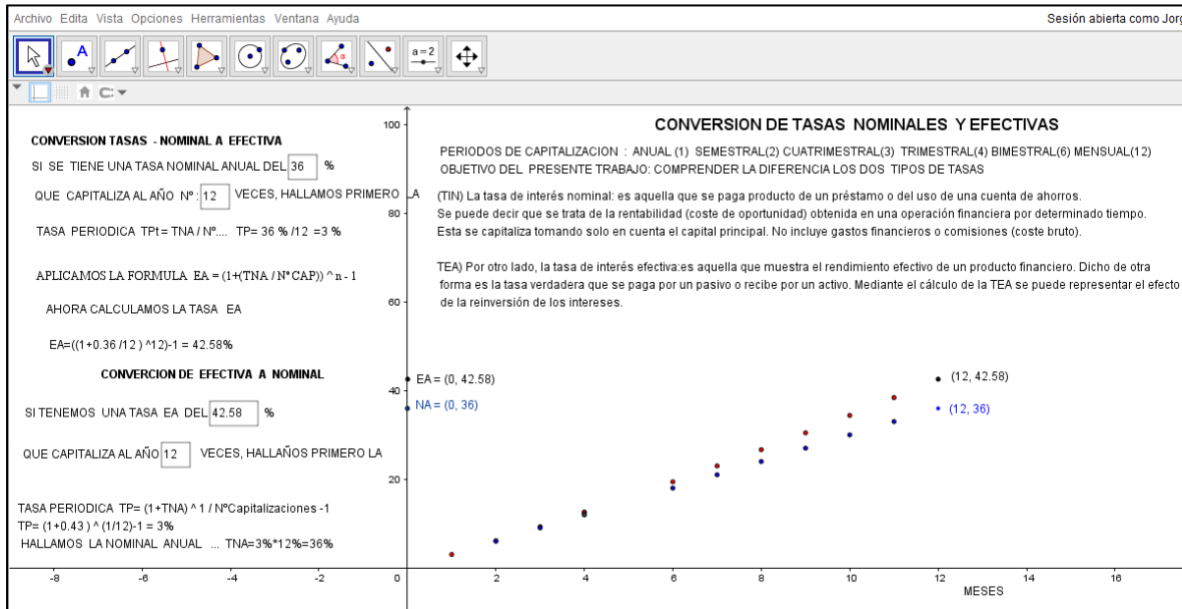 Archivo Edita Vista Opciones Herramientas Ventana Ayuda
Sesión abierta como Jorg
A
α
a=2
CONVERSION TASAS - NOMINAL A EFECTIVA
SI SE TIENE UNA TASA NOMINAL ANUAL DEL 36 %
QUE CAPITALIZA AL AÑO Nº : 12 VECES, HALLAMOS PRIMERO LA
TASA PERIODICA TPt = TNA / Nº.... TP= 36 % /12 =3 %
APLICAMOS LA FORMULA EA = (1+(TNA / N° CAP)) ^ n - 1
AHORA CALCULAMOS LA TASA EA
EA=((1+0.36 /12 ) ^12)-1 = 42.58%
CONVERCION DE EFECTIVA A NOMINAL
SI TENEMOS UNA TASA EA DEL 42.58 %
QUE CAPITALIZA AL AÑO 12 VECES, HALLAÑOS PRIMERO LA
TASA PERIODICA TP= (1+TNA) ^ 1 / NºCapitalizaciones -1
TP= (1+0.43 ) ^ (1/12)-1 = 3%
HALLAMOS LA NOMINAL ANUAL ... TNA=3%*12%=36%
CONVERSION DE TASAS NOMINALES Y EFECTIVAS
PERIODOS DE CAPITALIZACION : ANUAL (1) SEMESTRAL(2) CUATRIMESTRAL(3) TRIMESTRAL(4) BIMESTRAL(6) MENSUAL(12)
OBJETIVO DEL PRESENTE TRABAJO: COMPRENDER LA DIFERENCIA LOS DOS TIPOS DE TASAS
(TIN) La tasa de interés nominal: es aquella que se paga producto de un préstamo o del uso de una cuenta de ahorros.
Se puede decir que se trata de la rentabilidad (coste de oportunidad) obtenida en una operación financiera por determinado tiempo.
Esta se capitaliza tomando solo en cuenta el capital principal. No incluye gastos financieros o comisiones (coste bruto).
TEA) Por otro lado, la tasa de interés efectiva:es aquella que muestra el rendimiento efectivo de un producto financiero. Dicho de otra
forma es la tasa verdadera que se paga por un pasivo o recibe por un activo. Mediante el cálculo de la TEA se puede representar el efecto
de la reinversión de los intereses.
100
80
60
40
20
EA = (0, 42.58)
NA = (0, 36)
(12, 42.58)
(12, 36)
-8 -6 -4 -2 0 2 4 6 8 10 12 14 16
MESES